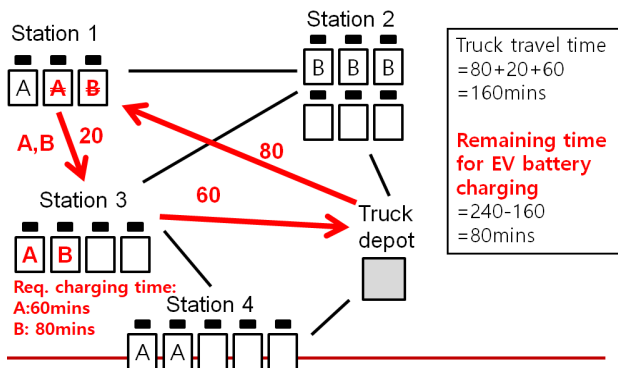 Station 1
A A B
A,B
20
Station 2
B B B
80
Station 3
A B
60
Req. charging time:
A:60mins
B: 80mins
Truck
depot
Station 4
A A
Truck travel time
=80+20+60
=160mins
Remaining time
for EV battery
charging
=240-160
=80mins